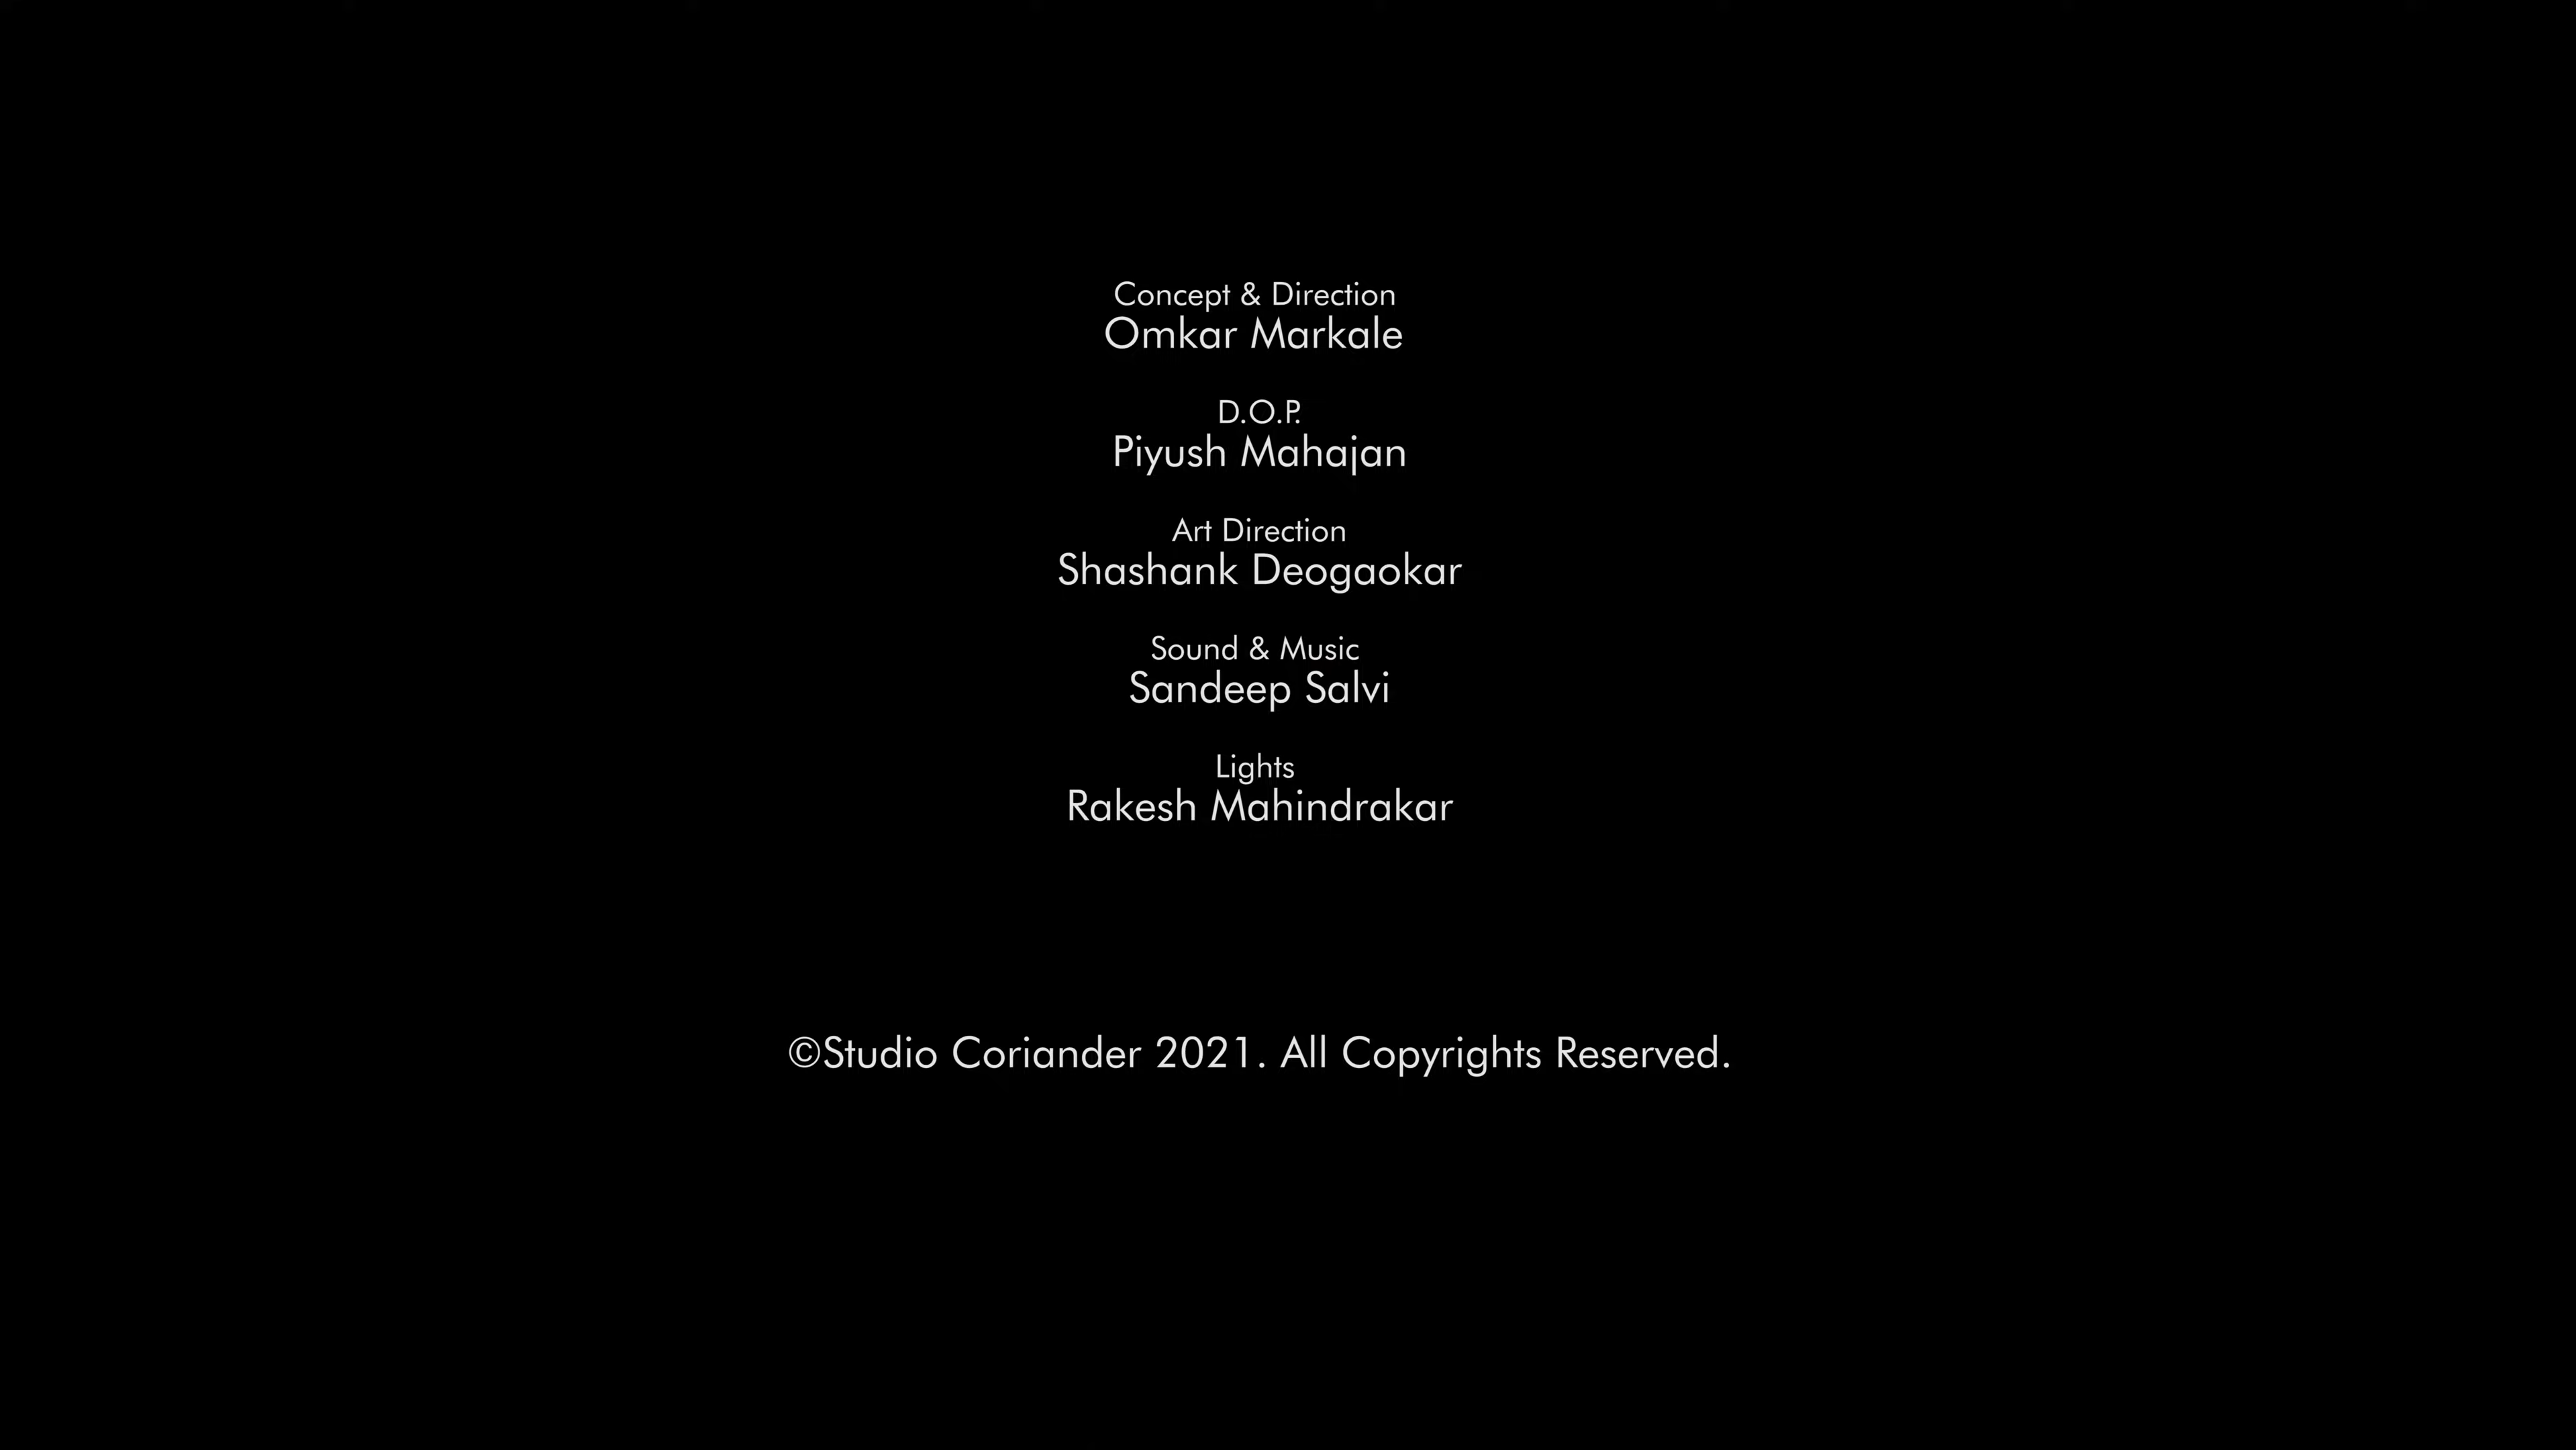 Concept & Direction
Omkar Markale
D.O.P.
Piyush Mahajan
Art Direction
Shashank Deogaokar
Sound & Music
Sandeep Salvi
Lights
Rakesh Mahindrakar
©Studio Coriander 2021. All Copyrights Reserved.